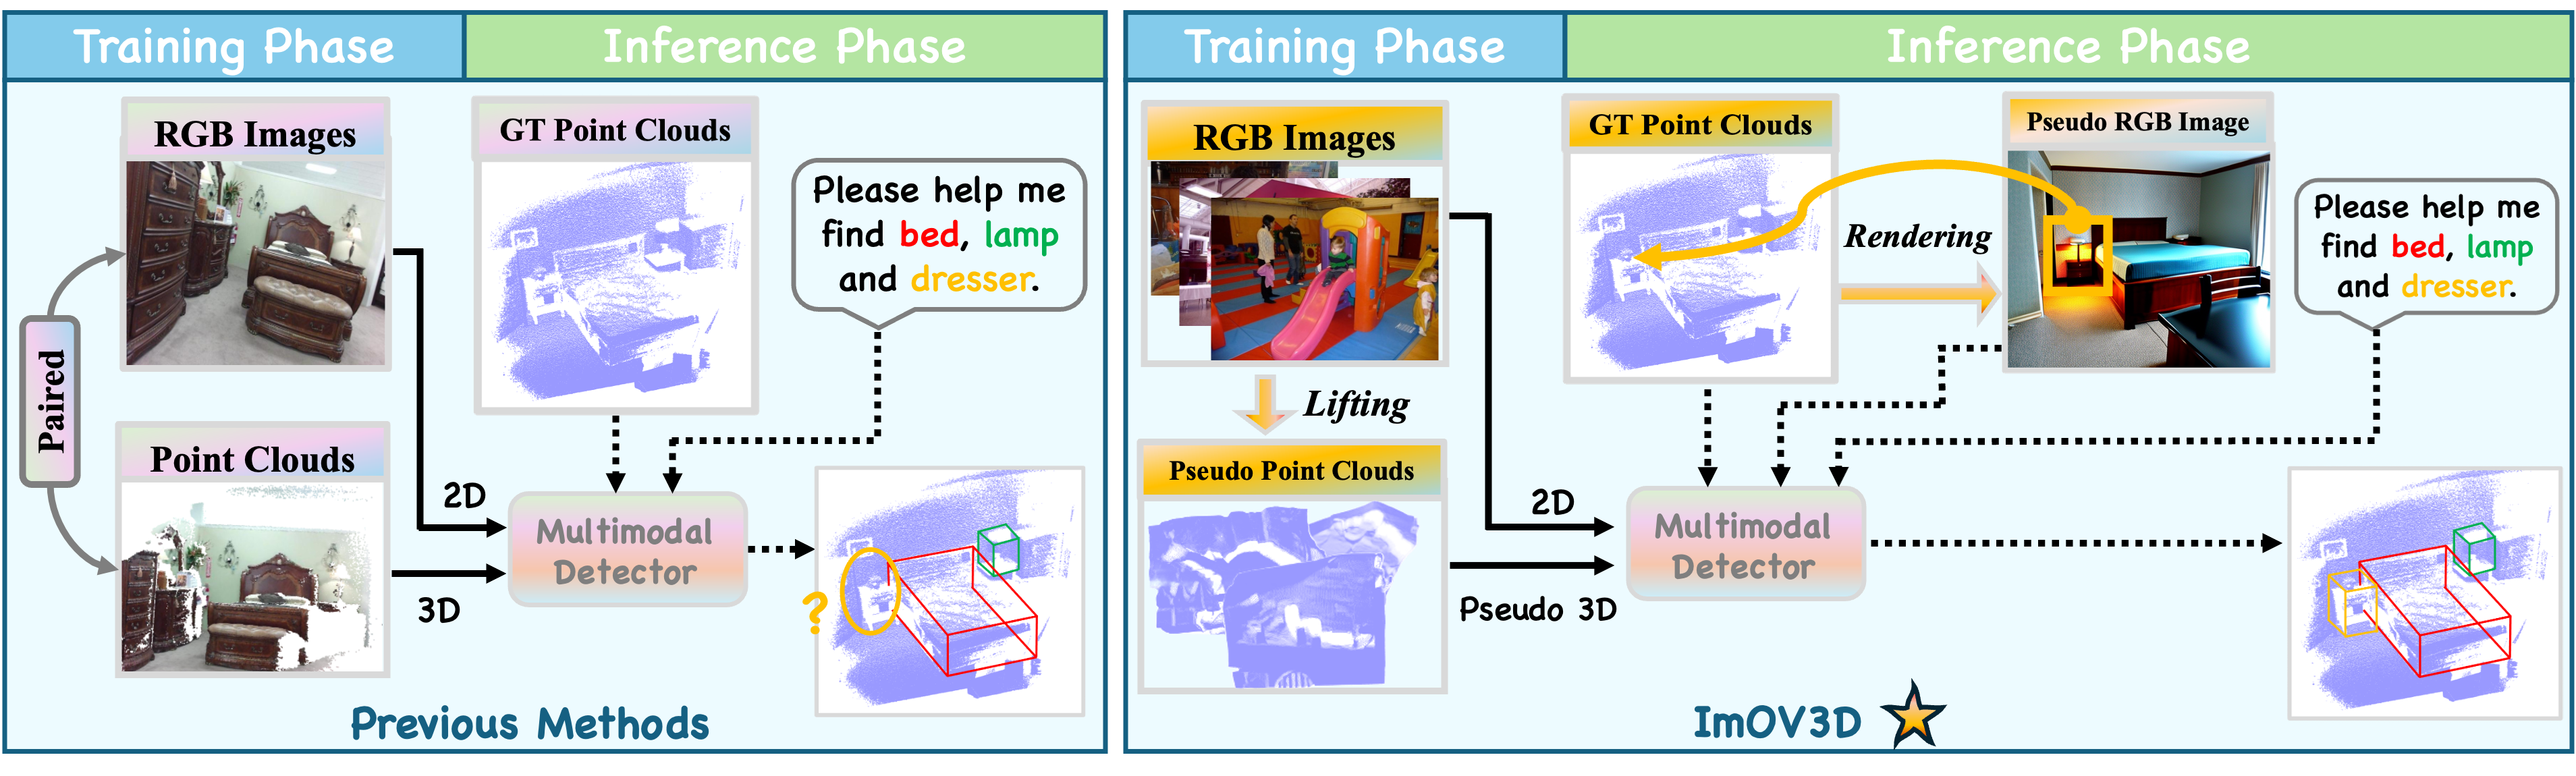 Training Phase
Inference Phase
RGB Images
GT Point Clouds
Please help me
find bed, lamp
and dresser.
Paired
Point Clouds
2D
3D
Multimodal
Detector
?
Previous Methods
Training Phase
Inference Phase
RGB Images
GT Point Clouds
Pseudo RGB Image
Rendering
Please help me
find bed, lamp
and dresser.
Lifting
Pseudo Point Clouds
2D
Pseudo 3D
Multimodal
Detector
ImOV3D